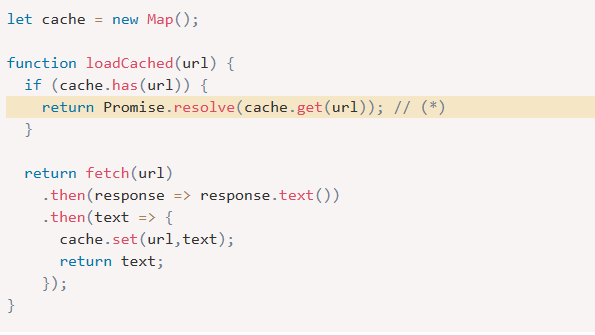 let cache = new Map();

function loadCached(url) {
  if (cache.has(url)) {
    return Promise.resolve(cache.get(url)); // (*)
  }

  return fetch(url)
    .then(response => response.text())
    .then(text => {
      cache.set(url,text);
      return text;
    });
}